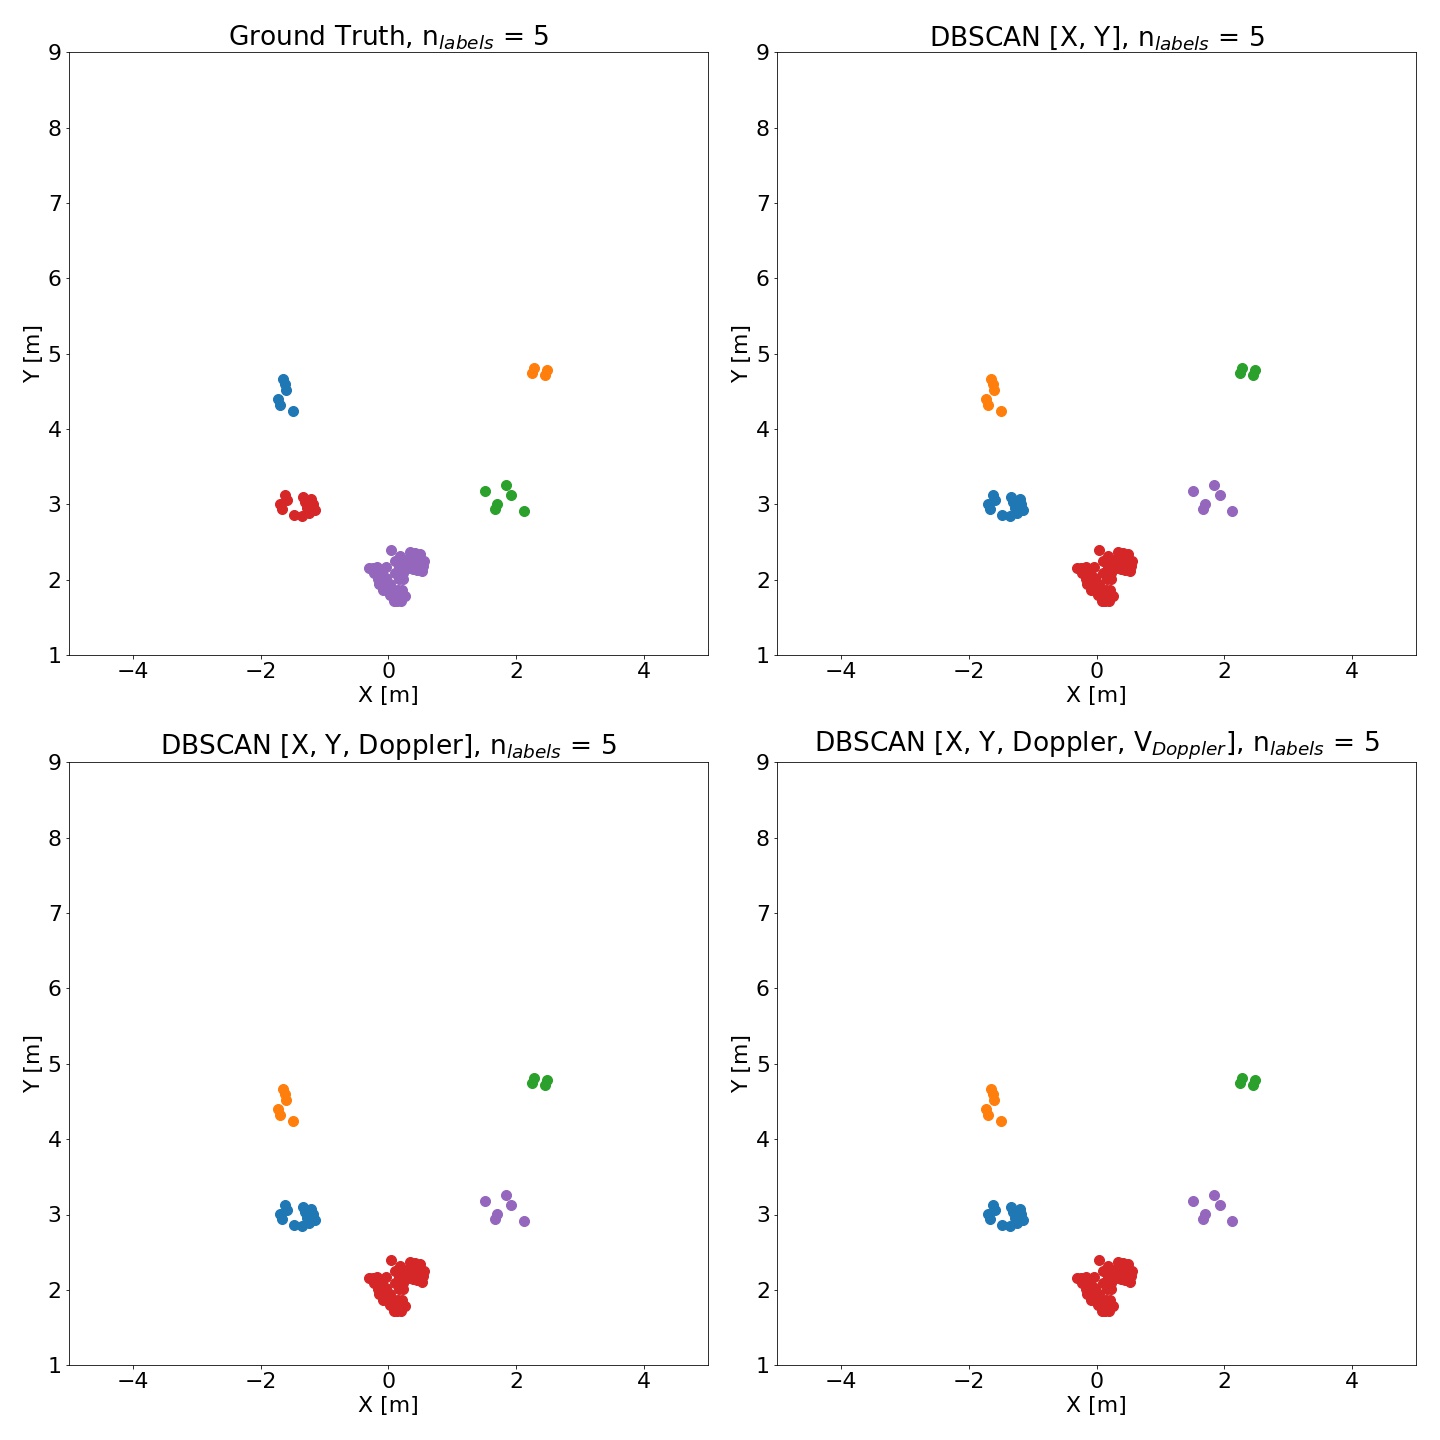 Ground Truth, n_labels = 5
9
8
7
6
5
4
3
2
1
Y [m]
−4 −2 0 2 4
X [m]
DBSCAN [X, Y], n_labels = 5
9
8
7
6
5
4
3
2
1
Y [m]
−4 −2 0 2 4
X [m]
DBSCAN [X, Y, Doppler], n_labels = 5
9
8
7
6
5
4
3
2
1
Y [m]
−4 −2 0 2 4
X [m]
DBSCAN [X, Y, Doppler, V_Doppler], n_labels = 5
9
8
7
6
5
4
3
2
1
Y [m]
−4 −2 0 2 4
X [m]